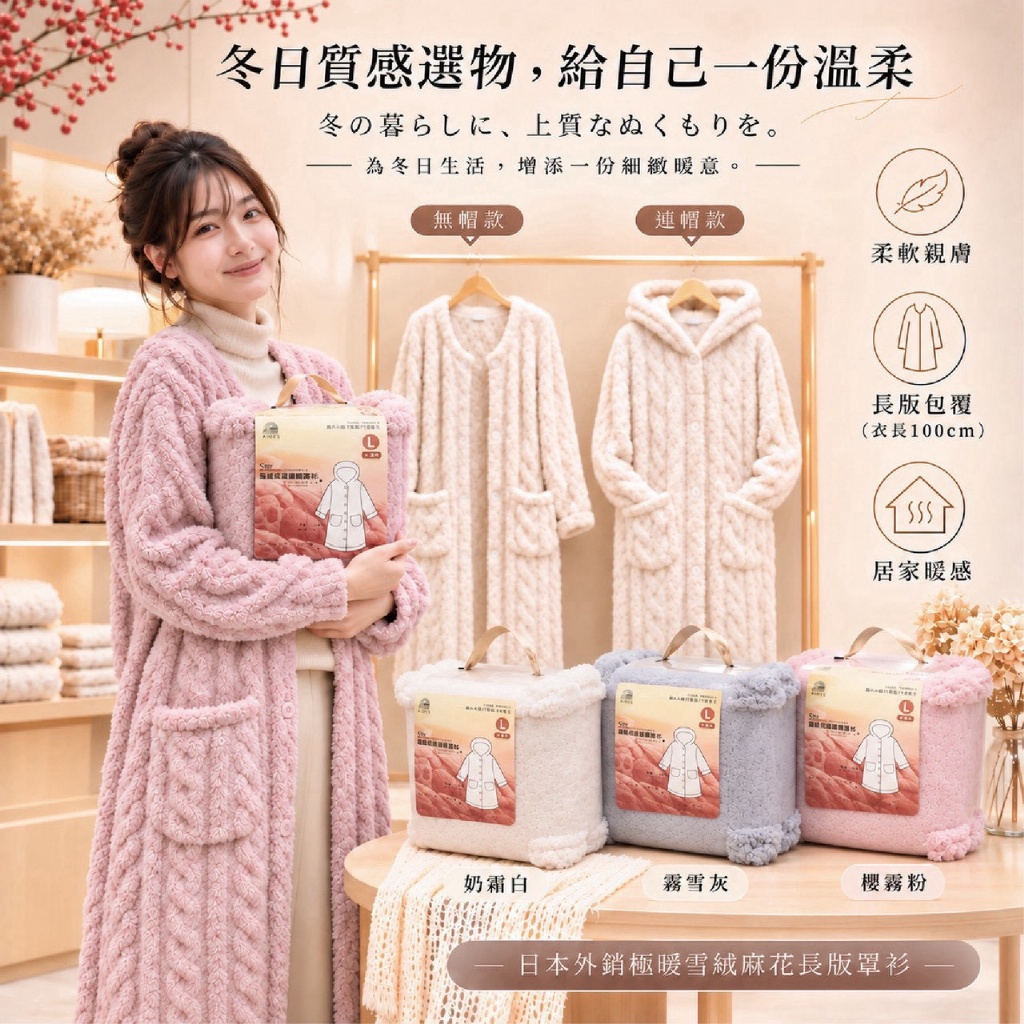 冬日質感選物，給自己一份溫柔
冬の暮らしに、上質なぬくもりを。
為冬日生活，增添一份細緻暖意。
無帽款
連帽款
柔軟親膚
長版包覆
（衣長100cm）
居家暖感
L
L
L
L
奶霜白
霧雪灰
櫻霧粉
日本外銷極暖雪絨麻花長版罩衫